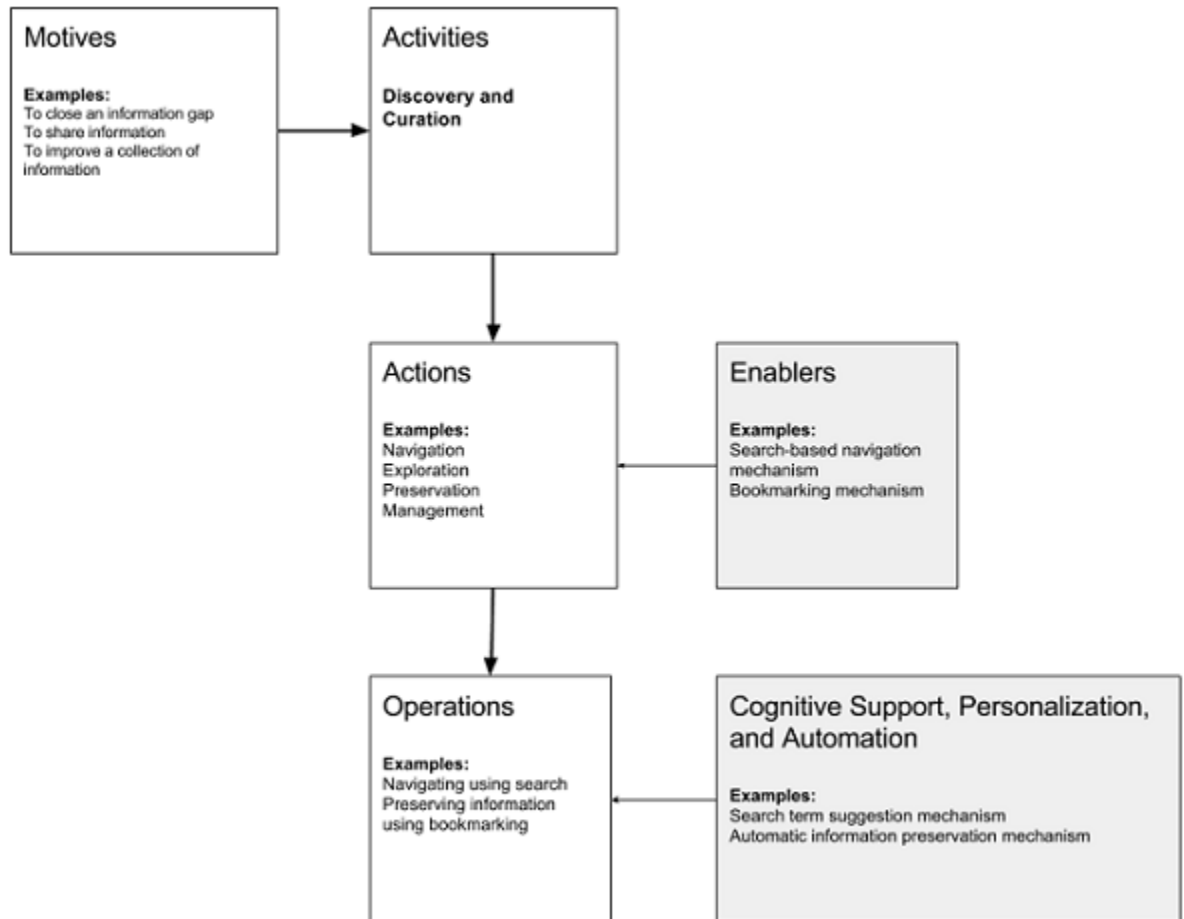 Motives
Examples:
To close an information gap
To share information
To improve a collection of
information
Activities
Discovery and
Curation
Actions
Examples:
Navigation
Exploration
Preservation
Management
Enablers
Examples:
Search-based navigation
mechanism
Bookmarking mechanism
Operations
Examples:
Navigating using search
Preserving information
using bookmarking
Cognitive Support, Personalization,
and Automation
Examples:
Search term suggestion mechanism
Automatic information preservation mechanism